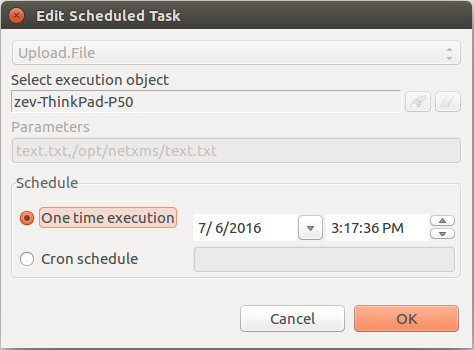 Edit Scheduled Task
Upload.File
Select execution object
zev-ThinkPad-P50
Parameters
text.txt,/opt/netxms/text.txt
Schedule
One time execution 7/ 6/2016 3:17:36 PM
Cron schedule
Cancel OK